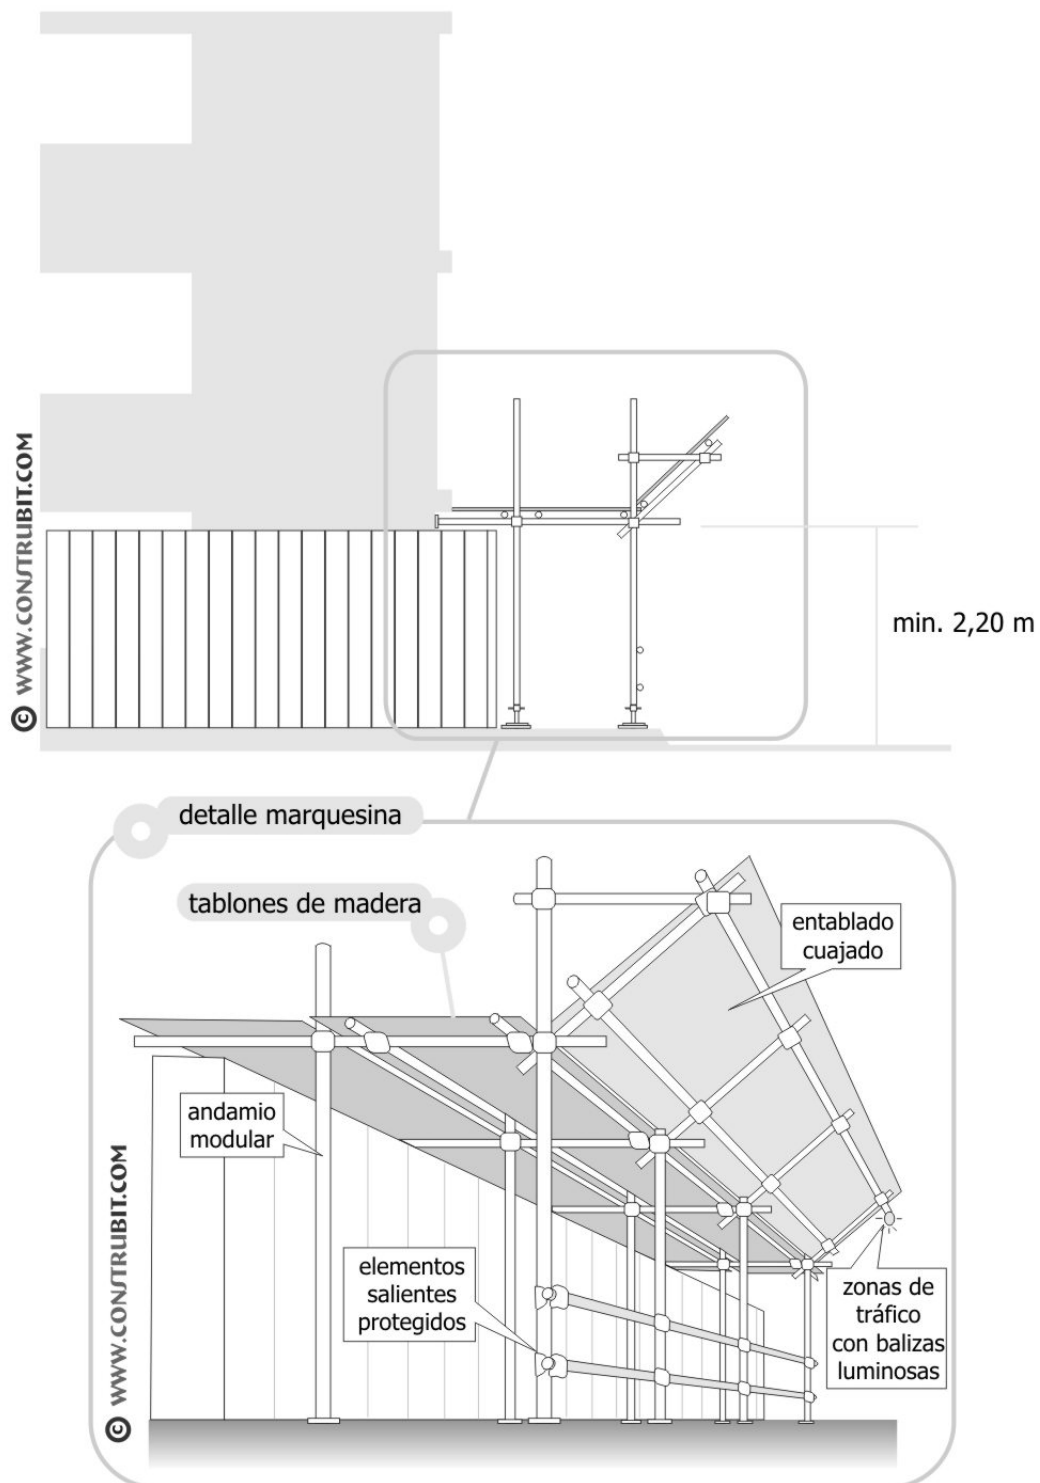 © WWW.CONSTRUBIT.COM
min. 2,20 m
detalle marquesina
tablones de madera
entablado
cuajado
andamio
modular
elementos
salientes
protegidos
zonas de
tráfico
con balizas
luminosas
© WWW.CONSTRUBIT.COM